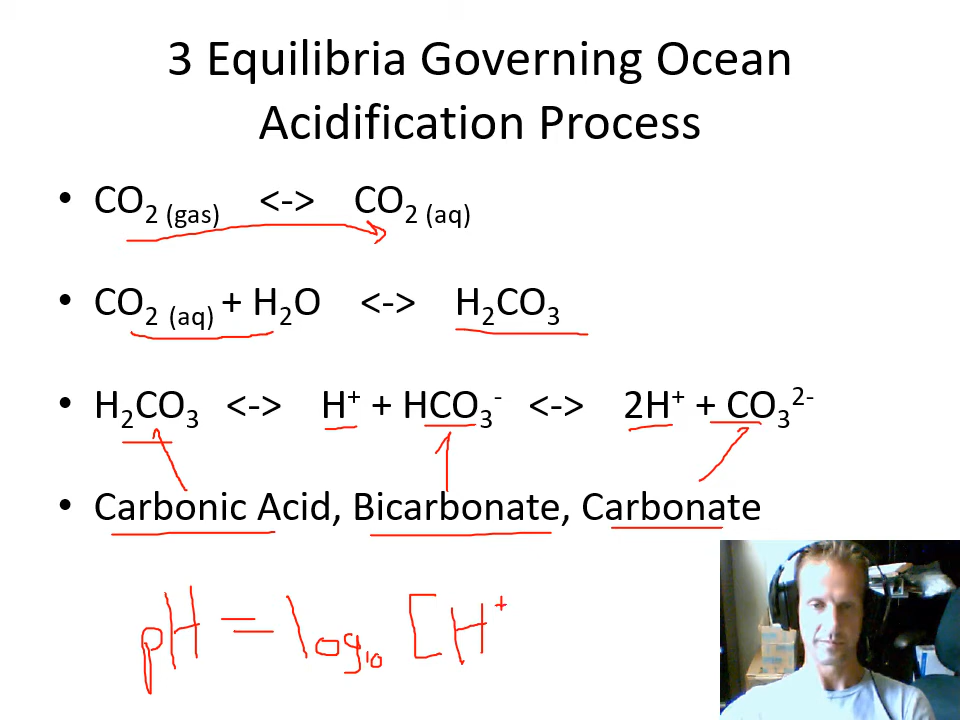 3 Equilibria Governing Ocean
Acidification Process
• CO₂ (gas) <-> CO₂ (aq)
• CO₂ (aq) + H₂O <-> H₂CO₃
• H₂CO₃ <-> H⁺ + HCO₃⁻ <-> 2H⁺ + CO₃²⁻
• Carbonic Acid, Bicarbonate, Carbonate
pH = log₁₀ [H⁺